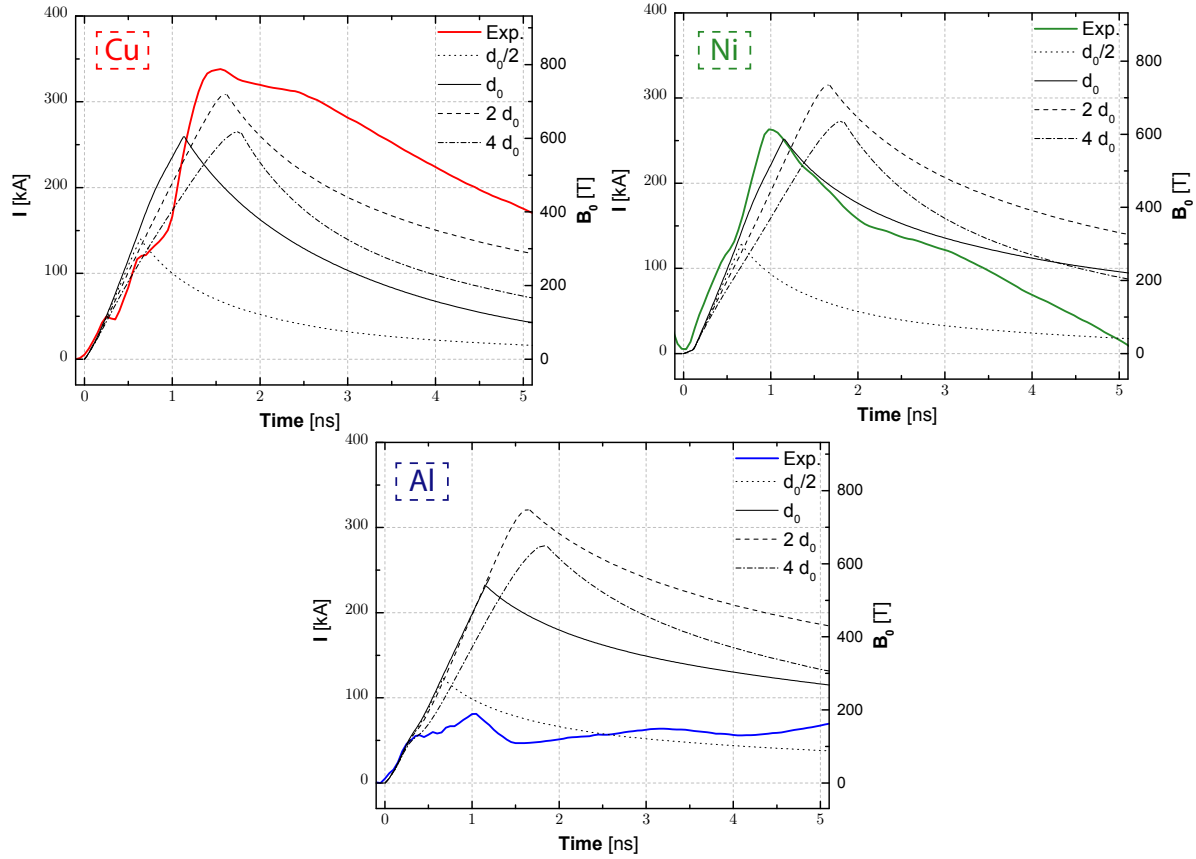 Cu
I [kA]
400
300
200
100
0
Exp.
d0/2
d0
2 d0
4 d0
800
600
400
200
0
B0 [T]
0 1 2 3 4 5
Time [ns]
Ni
I [kA]
400
300
200
100
0
Exp.
d0/2
d0
2 d0
4 d0
800
600
400
200
0
B0 [T]
0 1 2 3 4 5
Time [ns]
Al
I [kA]
400
300
200
100
0
Exp.
d0/2
d0
2 d0
4 d0
800
600
400
200
0
B0 [T]
0 1 2 3 4 5
Time [ns]